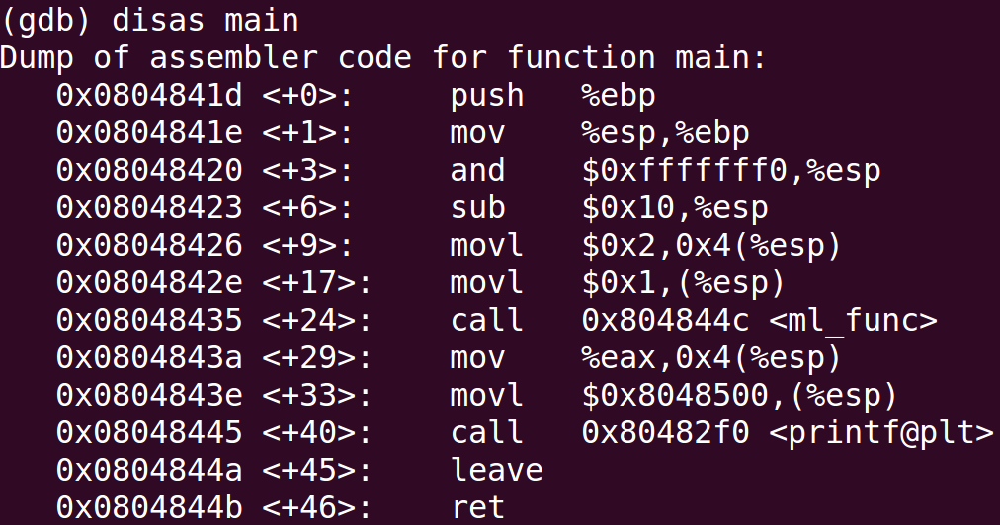 (gdb) disas main
Dump of assembler code for function main:
   0x0804841d <+0>:     push   %ebp
   0x0804841e <+1>:     mov    %esp,%ebp
   0x08048420 <+3>:     and    $0xfffffff0,%esp
   0x08048423 <+6>:     sub    $0x10,%esp
   0x08048426 <+9>:     movl   $0x2,0x4(%esp)
   0x0804842e <+17>:    movl   $0x1,(%esp)
   0x08048435 <+24>:    call   0x804844c <ml_func>
   0x0804843a <+29>:    mov    %eax,0x4(%esp)
   0x0804843e <+33>:    movl   $0x8048500,(%esp)
   0x08048445 <+40>:    call   0x80482f0 <printf@plt>
   0x0804844a <+45>:    leave
   0x0804844b <+46>:    ret